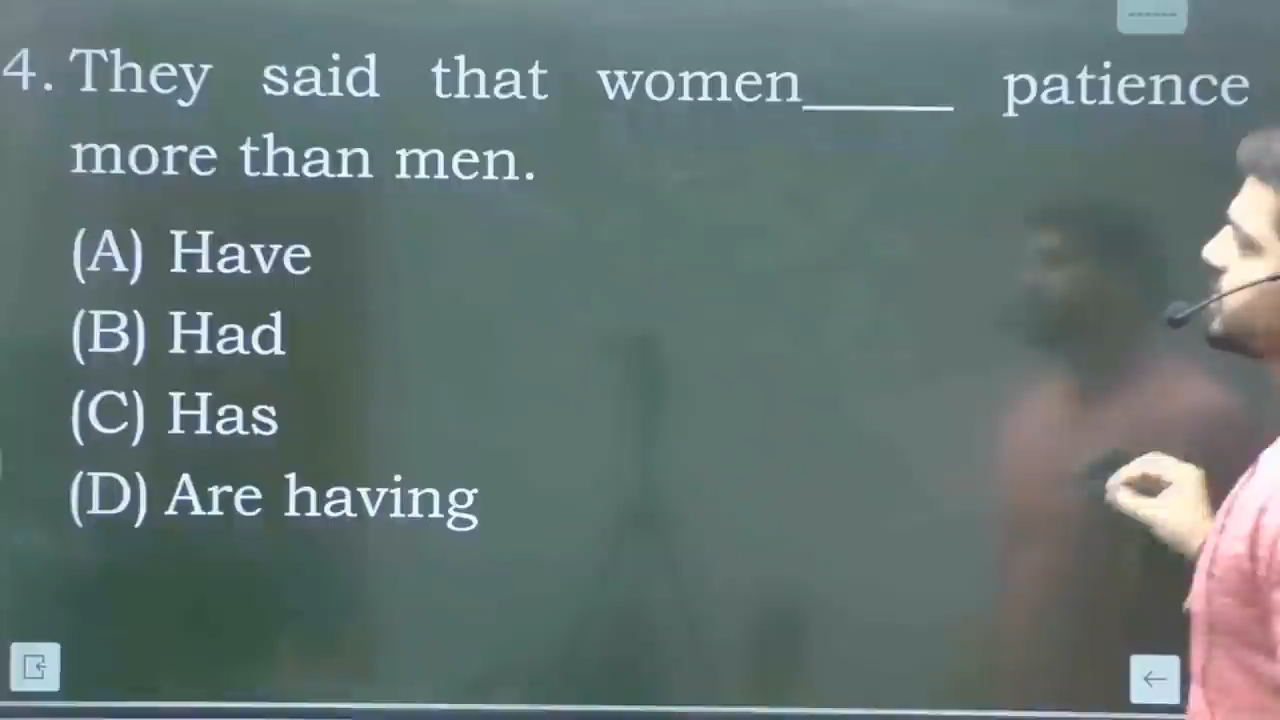 4. They said that women_____ patience
more than men.
(A) Have
(B) Had
(C) Has
(D) Are having